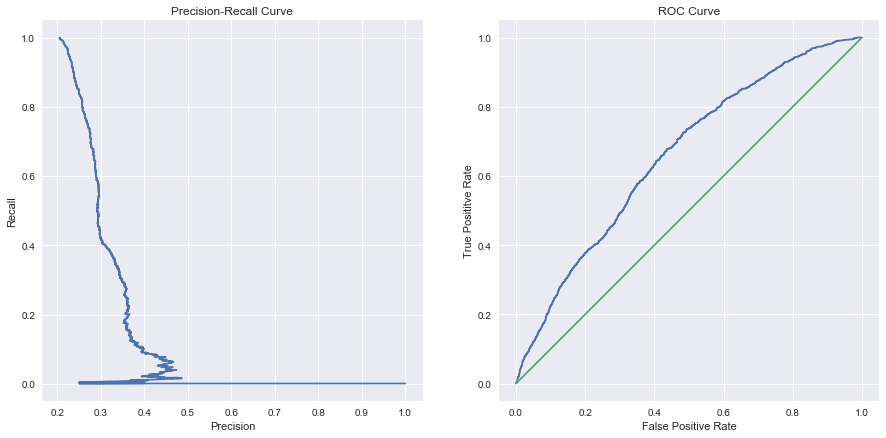 Precision-Recall Curve
1.0
0.8
0.6
0.4
0.2
0.0
Recall
0.2 0.3 0.4 0.5 0.6 0.7 0.8 0.9 1.0
Precision
ROC Curve
1.0
0.8
0.6
0.4
0.2
0.0
True Posititve Rate
0.0 0.2 0.4 0.6 0.8 1.0
False Positive Rate